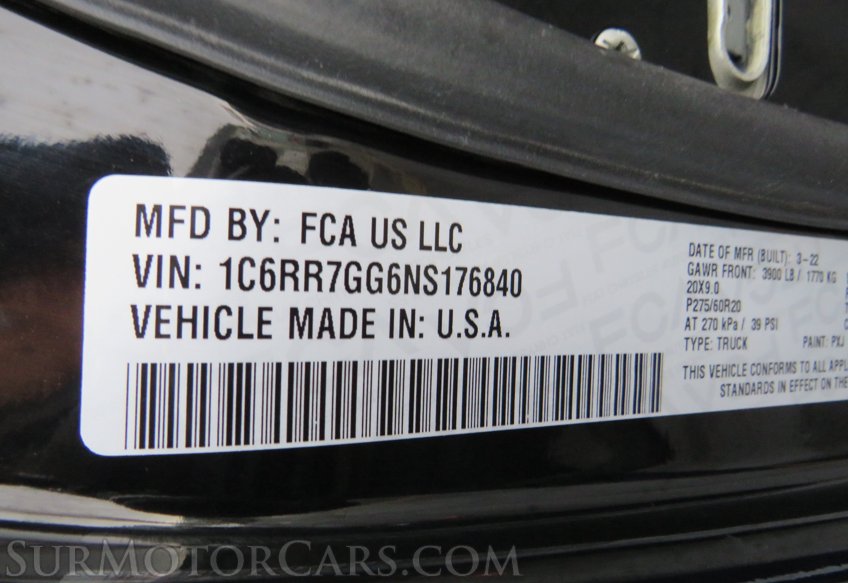 MFD BY: FCA US LLC
VIN: 1C6RR7GG6NS176840
VEHICLE MADE IN: U.S.A.
DATE OF MFR (BUILT): 3-22
GAWR FRONT: 3900 LB / 1770 KG
20X9.0
P275/60R20
AT 270 kPa / 39 PSI
TYPE: TRUCK PAINT: PXJ
THIS VEHICLE CONFORMS TO ALL
STANDARDS IN EFFECT ON THE
SURMOTORCARS.COM